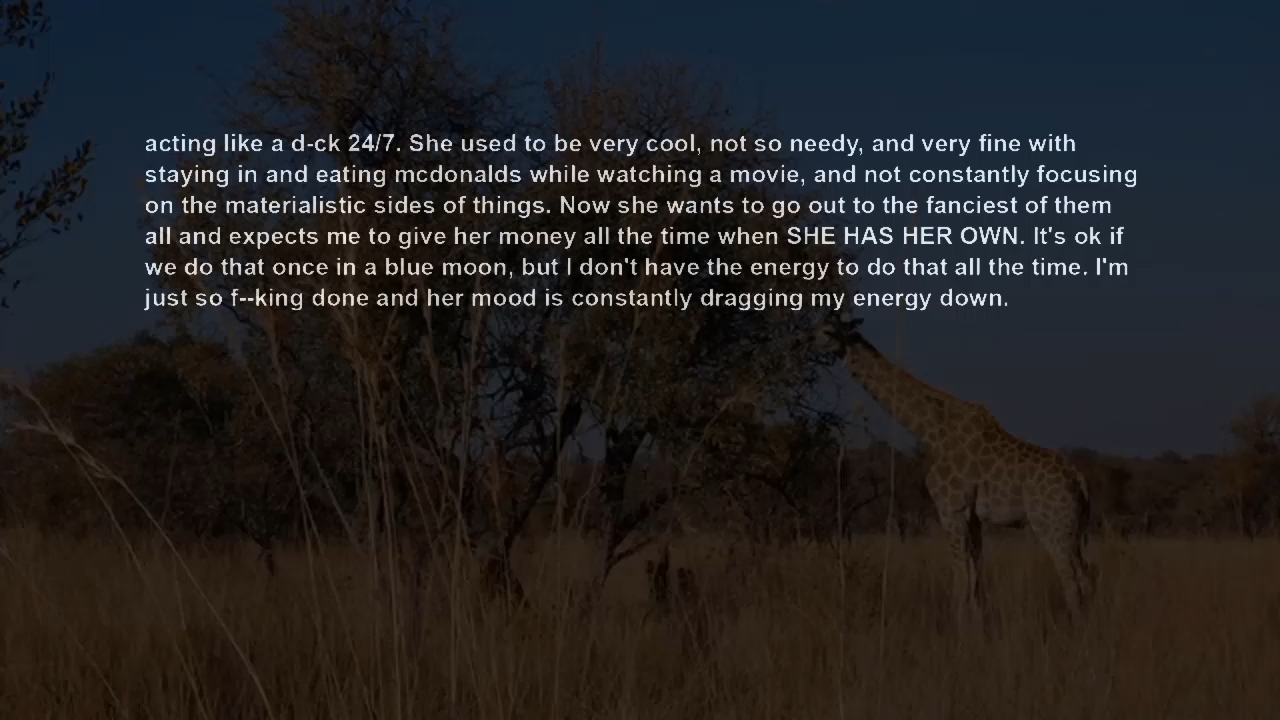 acting like a d-ck 24/7. She used to be very cool, not so needy, and very fine with
staying in and eating mcdonalds while watching a movie, and not constantly focusing
on the materialistic sides of things. Now she wants to go out to the fanciest of them
all and expects me to give her money all the time when SHE HAS HER OWN. It's ok if
we do that once in a blue moon, but I don't have the energy to do that all the time. I'm
just so f--king done and her mood is constantly dragging my energy down.